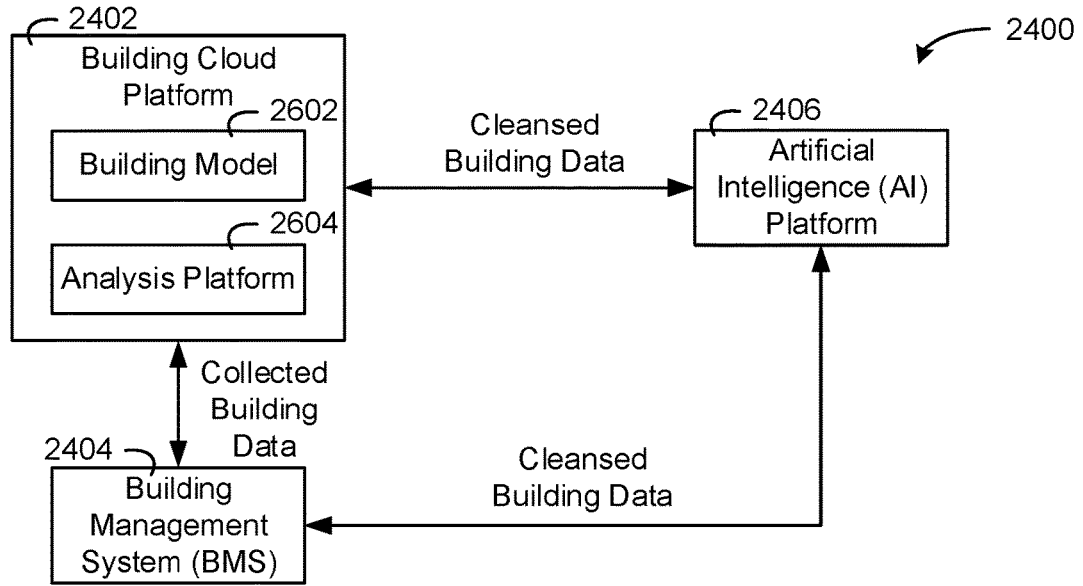 2402
2400
Building Cloud
Platform
2602
Building Model
2604
Analysis Platform
Cleansed
Building Data
2406
Artificial
Intelligence (AI)
Platform
Collected
Building
Data
2404
Building
Management
System (BMS)
Cleansed
Building Data